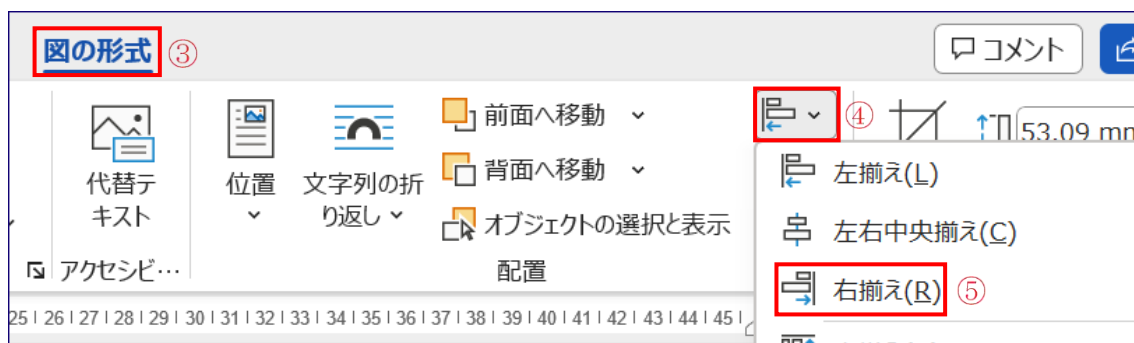 図の形式 ③
コメント
代替テ
キスト
位置
文字列の折
り返し
前面へ移動
背面へ移動
オブジェクトの選択と表示
④
53.09 mm
左揃え(L)
左右中央揃え(C)
右揃え(R) ⑤
アクセシビ…
配置
25 26 27 28 29 30 31 32 33 34 35 36 37 38 39 40 41 42 43 44 45